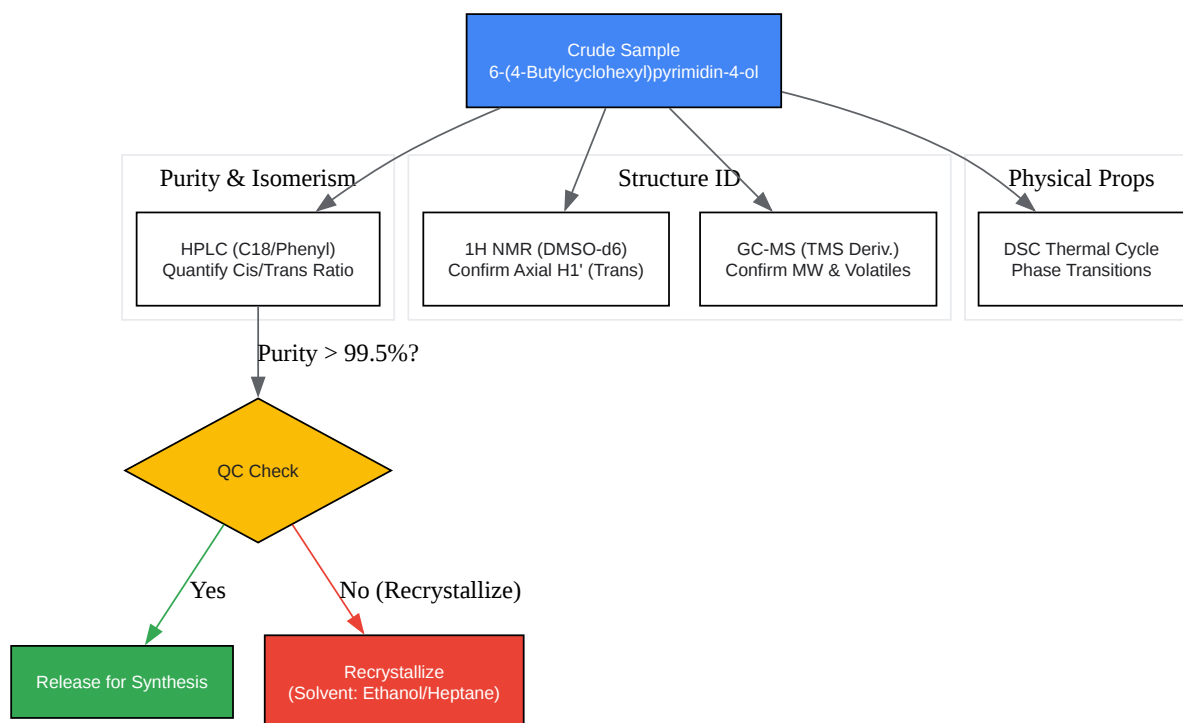 Crude Sample
6-(4-Butylcyclohexyl)pyrimidin-4-ol
Purity & Isomerism
Structure ID
Physical Props
HPLC (C18/Phenyl)
Quantify Cis/Trans Ratio
1H NMR (DMSO-d6)
Confirm Axial H1' (Trans)
GC-MS (TMS Deriv.)
Confirm MW & Volatiles
DSC Thermal Cycle
Phase Transitions
Purity > 99.5%?
QC Check
Yes
No (Recrystallize)
Release for Synthesis
Recrystallize
(Solvent: Ethanol/Heptane)